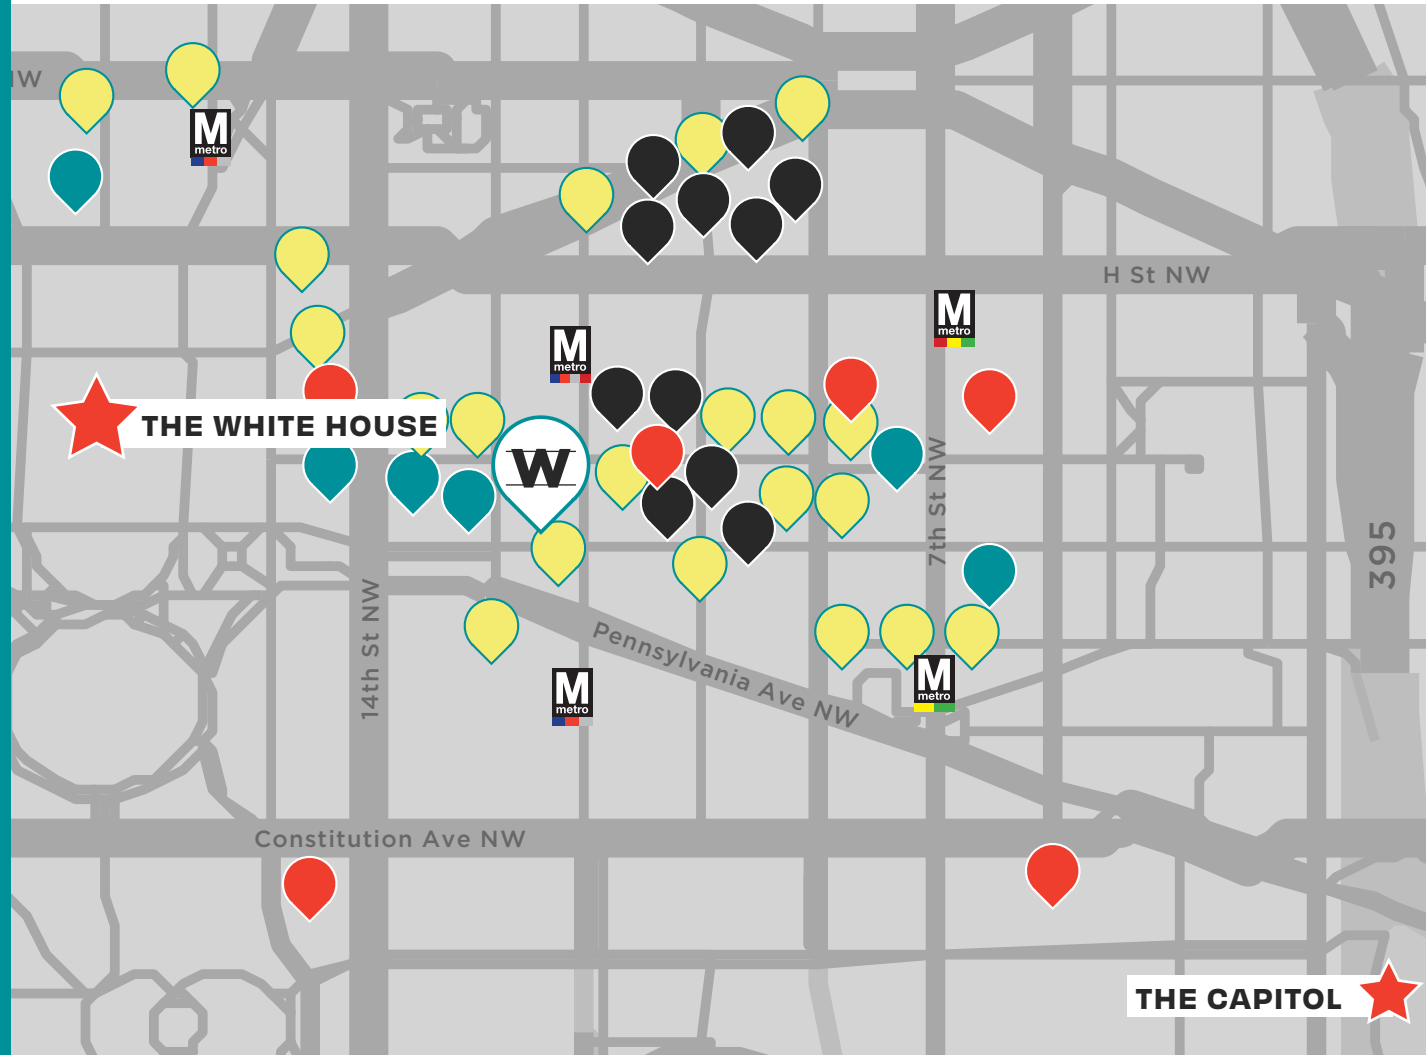 NW
M
metro
H St NW
M
metro
M
metro
THE WHITE HOUSE
W
7th St NW
395
14th St NW
Pennsylvania Ave NW
M
metro
M
metro
Constitution Ave NW
THE CAPITOL